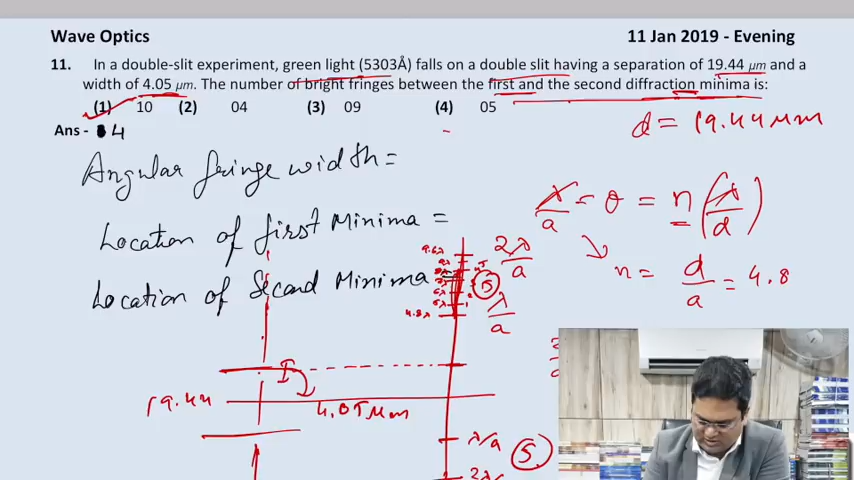 Wave Optics
11 Jan 2019 - Evening
11. In a double-slit experiment, green light (5303Å) falls on a double slit having a separation of 19.44 µm and a
width of 4.05 µm. The number of bright fringes between the first and the second diffraction minima is:
(1) 10 (2) 04 (3) 09 (4) 05
Ans - 4
d = 19.44 µm
Angular fringe width =
λ/a = θ = n (λ/d)
Location of first Minima =
n = d/a = 4.8
Location of Second Minima =
2λ/a
9.6λ
5
4.8λ
λ/a
19.44
4.05 µm
λ/a
5